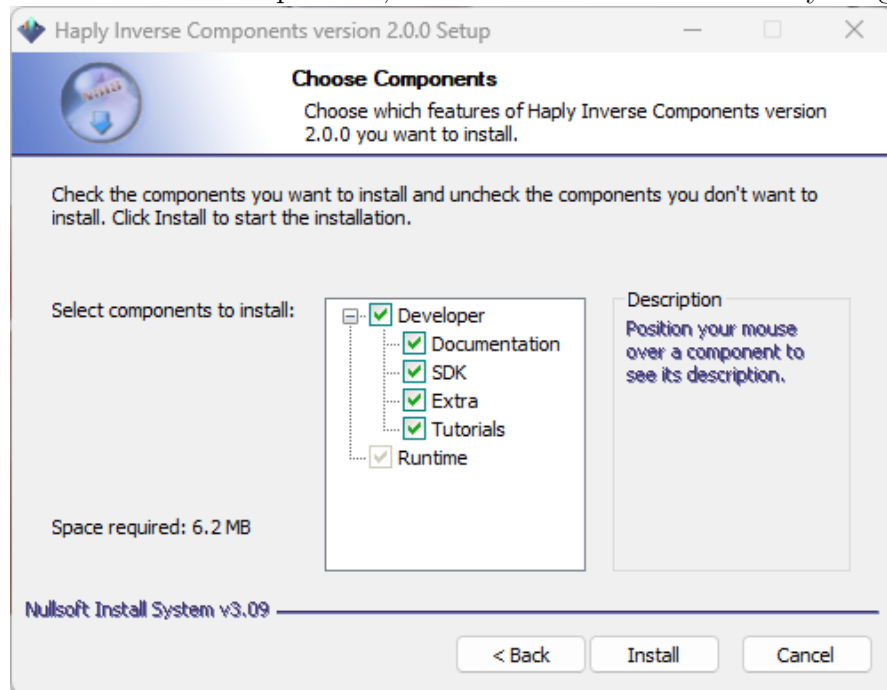 Haply Inverse Components version 2.0.0 Setup
Choose Components
Choose which features of Haply Inverse Components version
2.0.0 you want to install.
Check the components you want to install and uncheck the components you don't want to
install. Click Install to start the installation.
Select components to install:
Developer
Documentation
SDK
Extra
Tutorials
Runtime
Description
Position your mouse
over a component to
see its description.
Space required: 6.2 MB
Nullsoft Install System v3.09
< Back
Install
Cancel